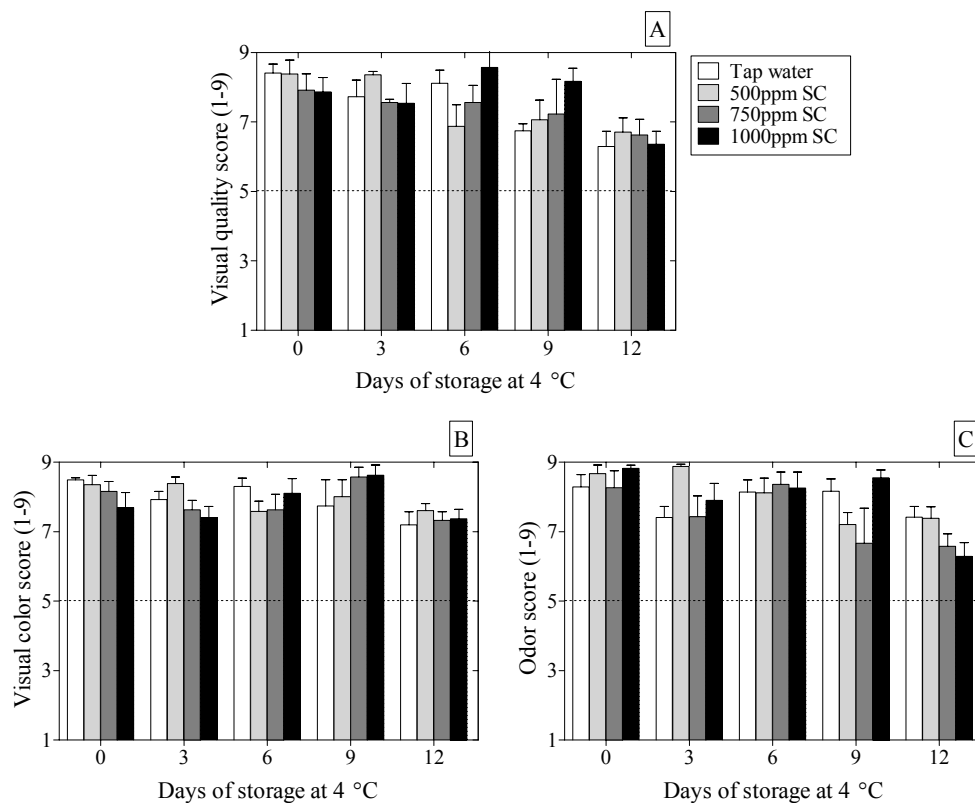 A
9
7
5
3
1
Visual quality score (1-9)
0 3 6 9 12
Days of storage at 4 °C
Tap water
500ppm SC
750ppm SC
1000ppm SC
B
9
7
5
3
1
Visual color score (1-9)
0 3 6 9 12
Days of storage at 4 °C
C
9
7
5
3
1
Odor score (1-9)
0 3 6 9 12
Days of storage at 4 °C